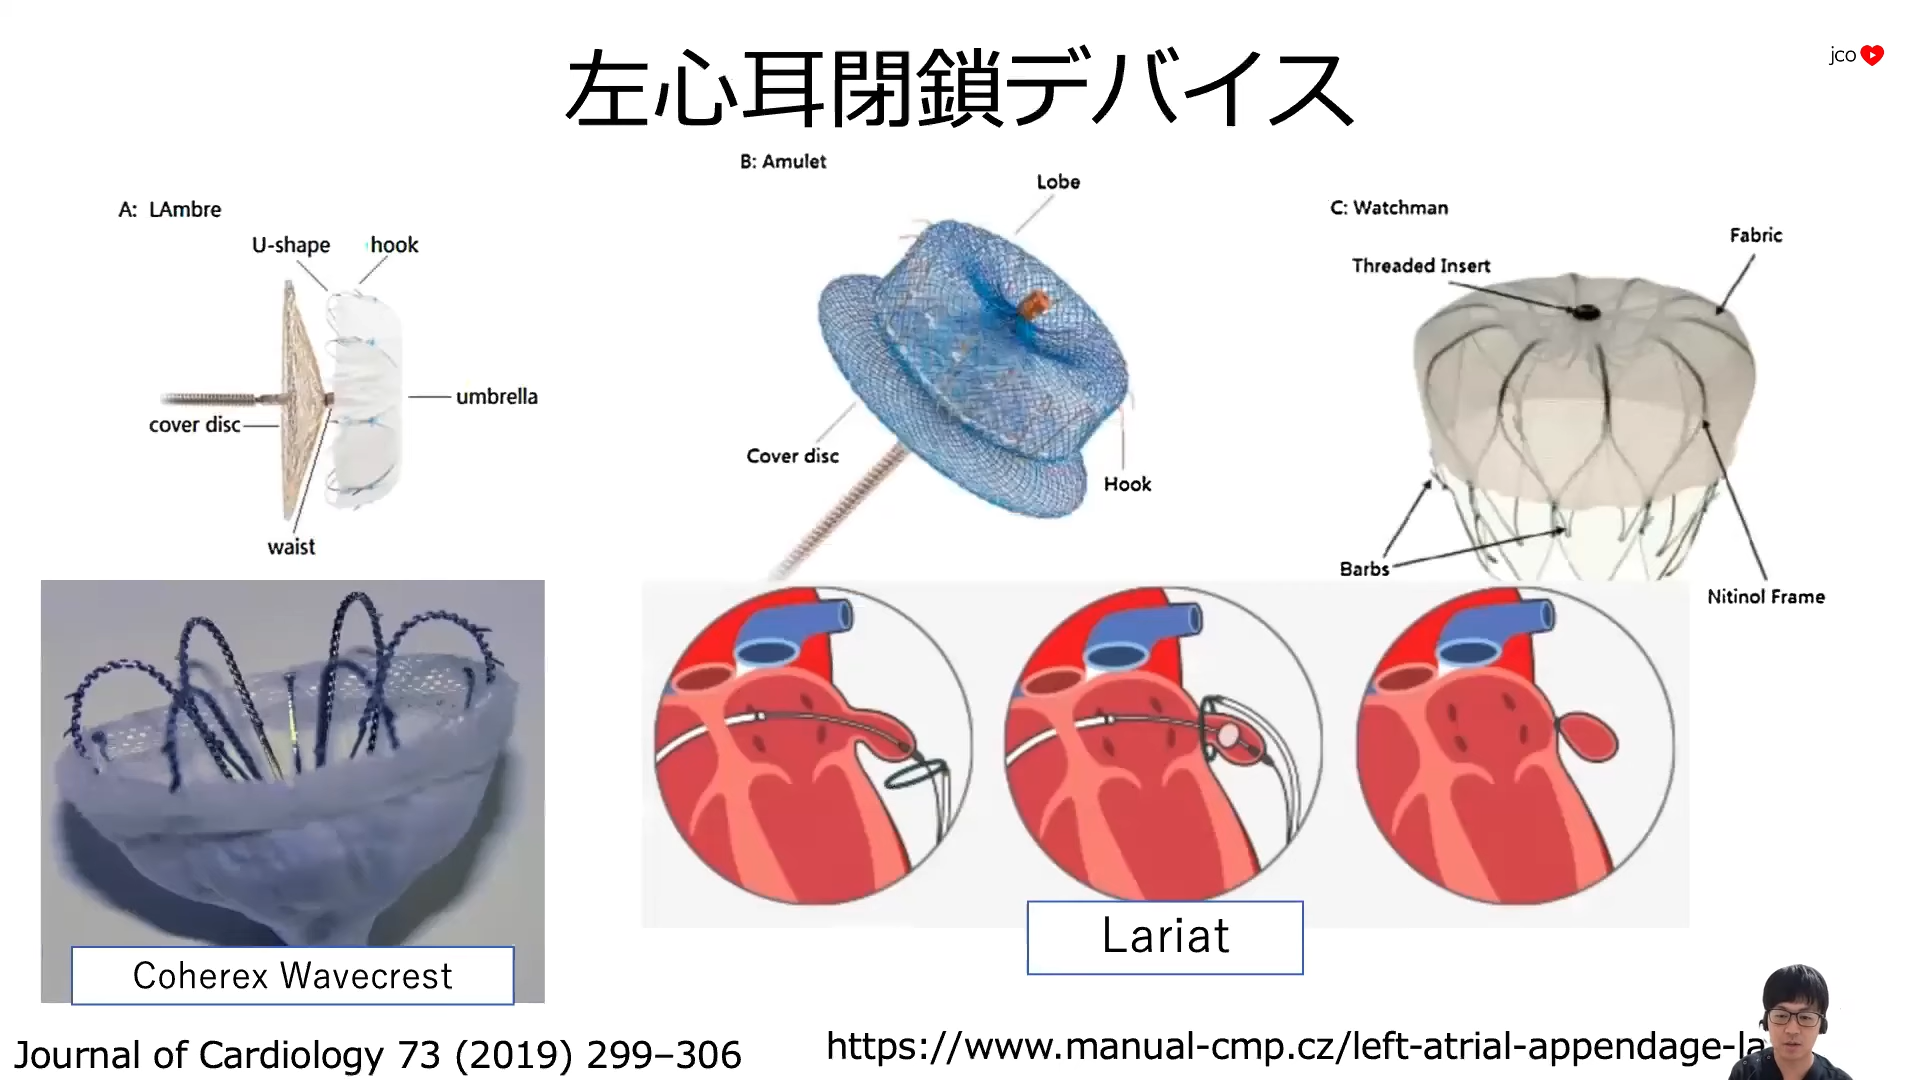 左心耳閉鎖デバイス
jco
A: LAmbre
U-shape hook
umbrella
cover disc
waist
B: Amulet
Lobe
Cover disc
Hook
C: Watchman
Fabric
Threaded Insert
Barbs
Nitinol Frame
Coherex Wavecrest
Lariat
Journal of Cardiology 73 (2019) 299–306
https://www.manual-cmp.cz/left-atrial-appendage-la